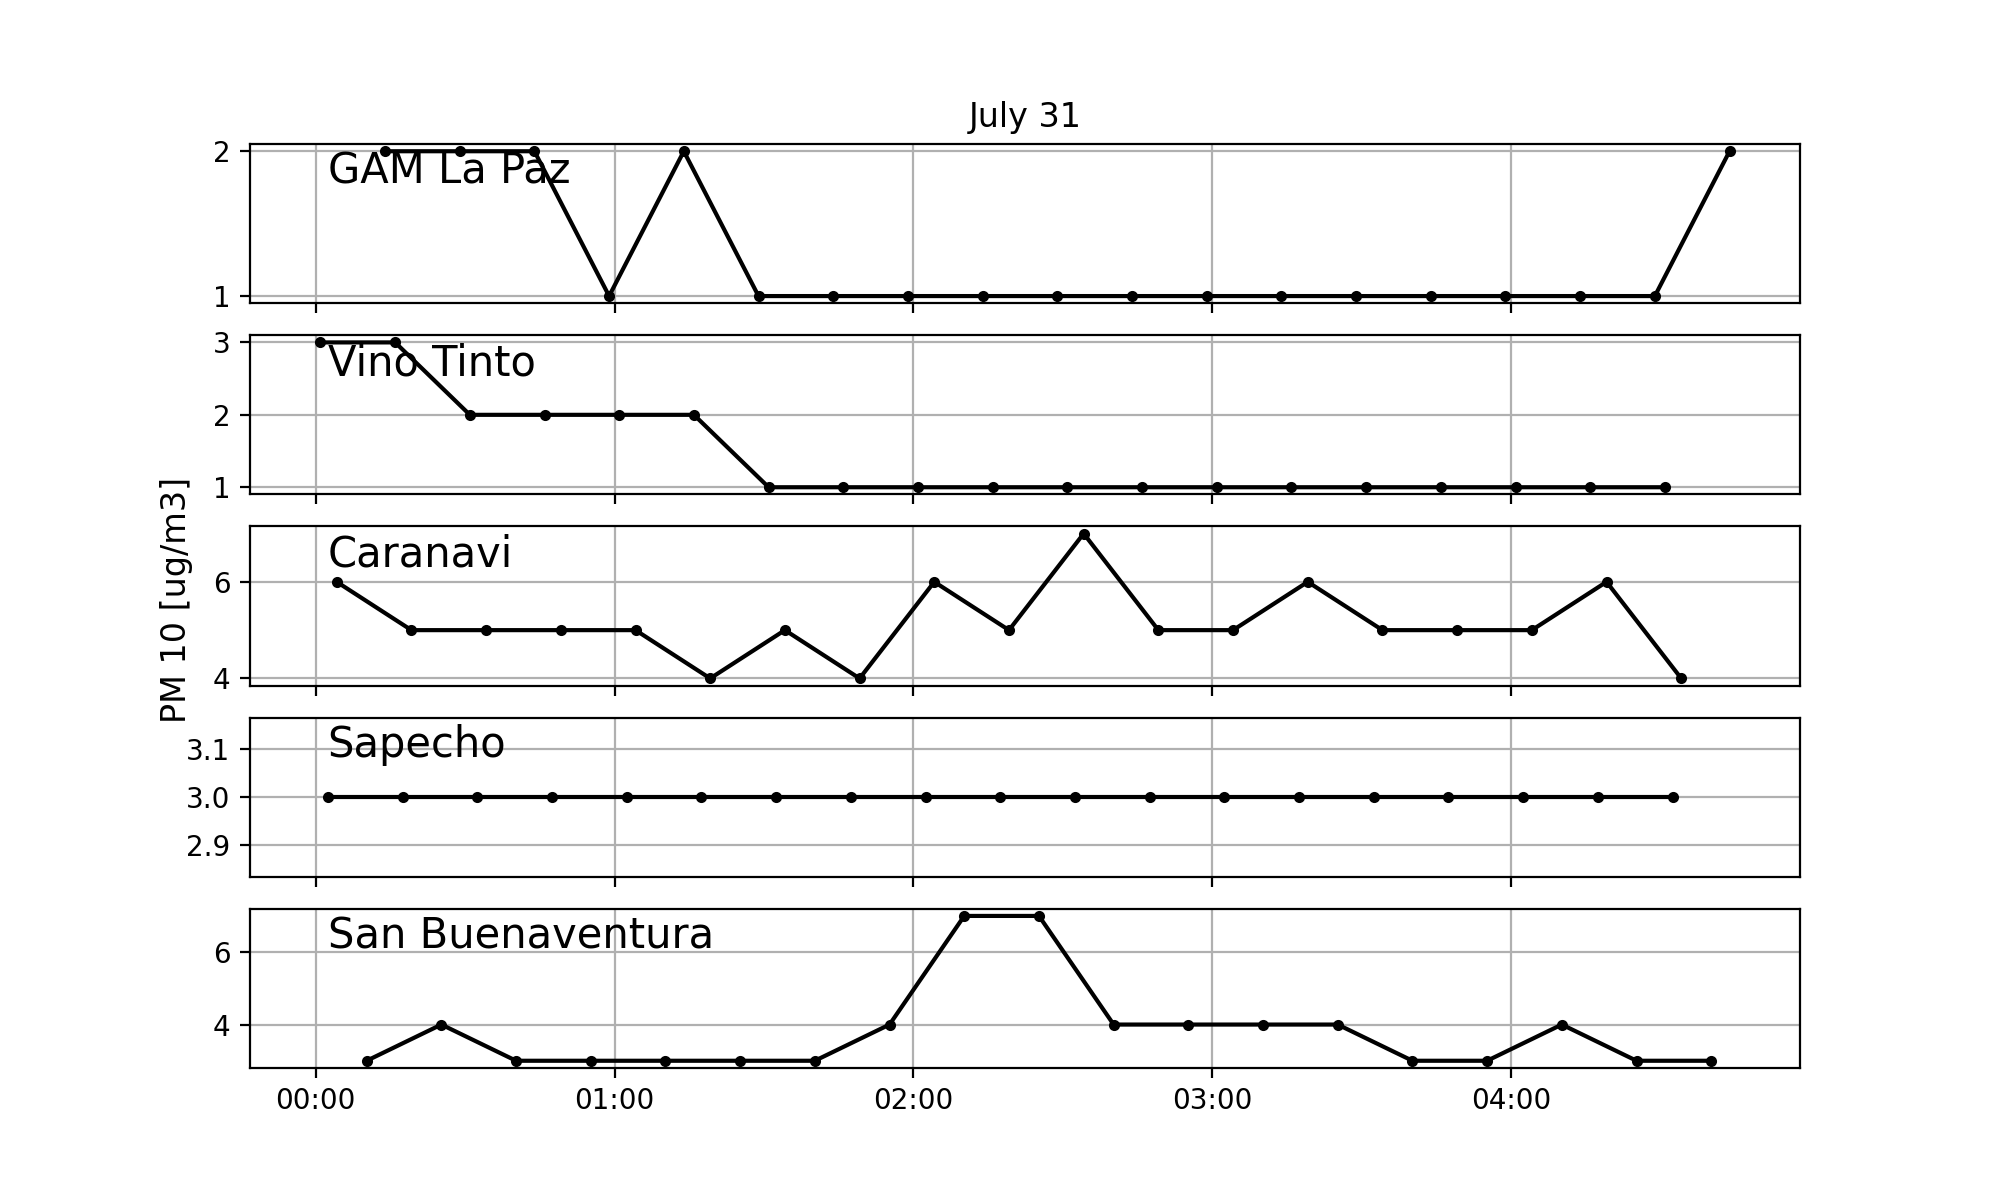 July 31
PM 10 [ug/m3]
GAM La Paz
2
1
Vino Tinto
3
2
1
Caranavi
6
4
Sapecho
3.1
3.0
2.9
San Buenaventura
6
4
00:00 01:00 02:00 03:00 04:00